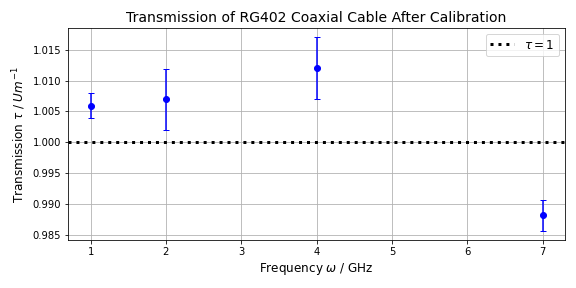 Transmission of RG402 Coaxial Cable After Calibration
Transmission τ / Um⁻¹
1.015
1.010
1.005
1.000
0.995
0.990
0.985
τ = 1
1 2 3 4 5 6 7
Frequency ω / GHz